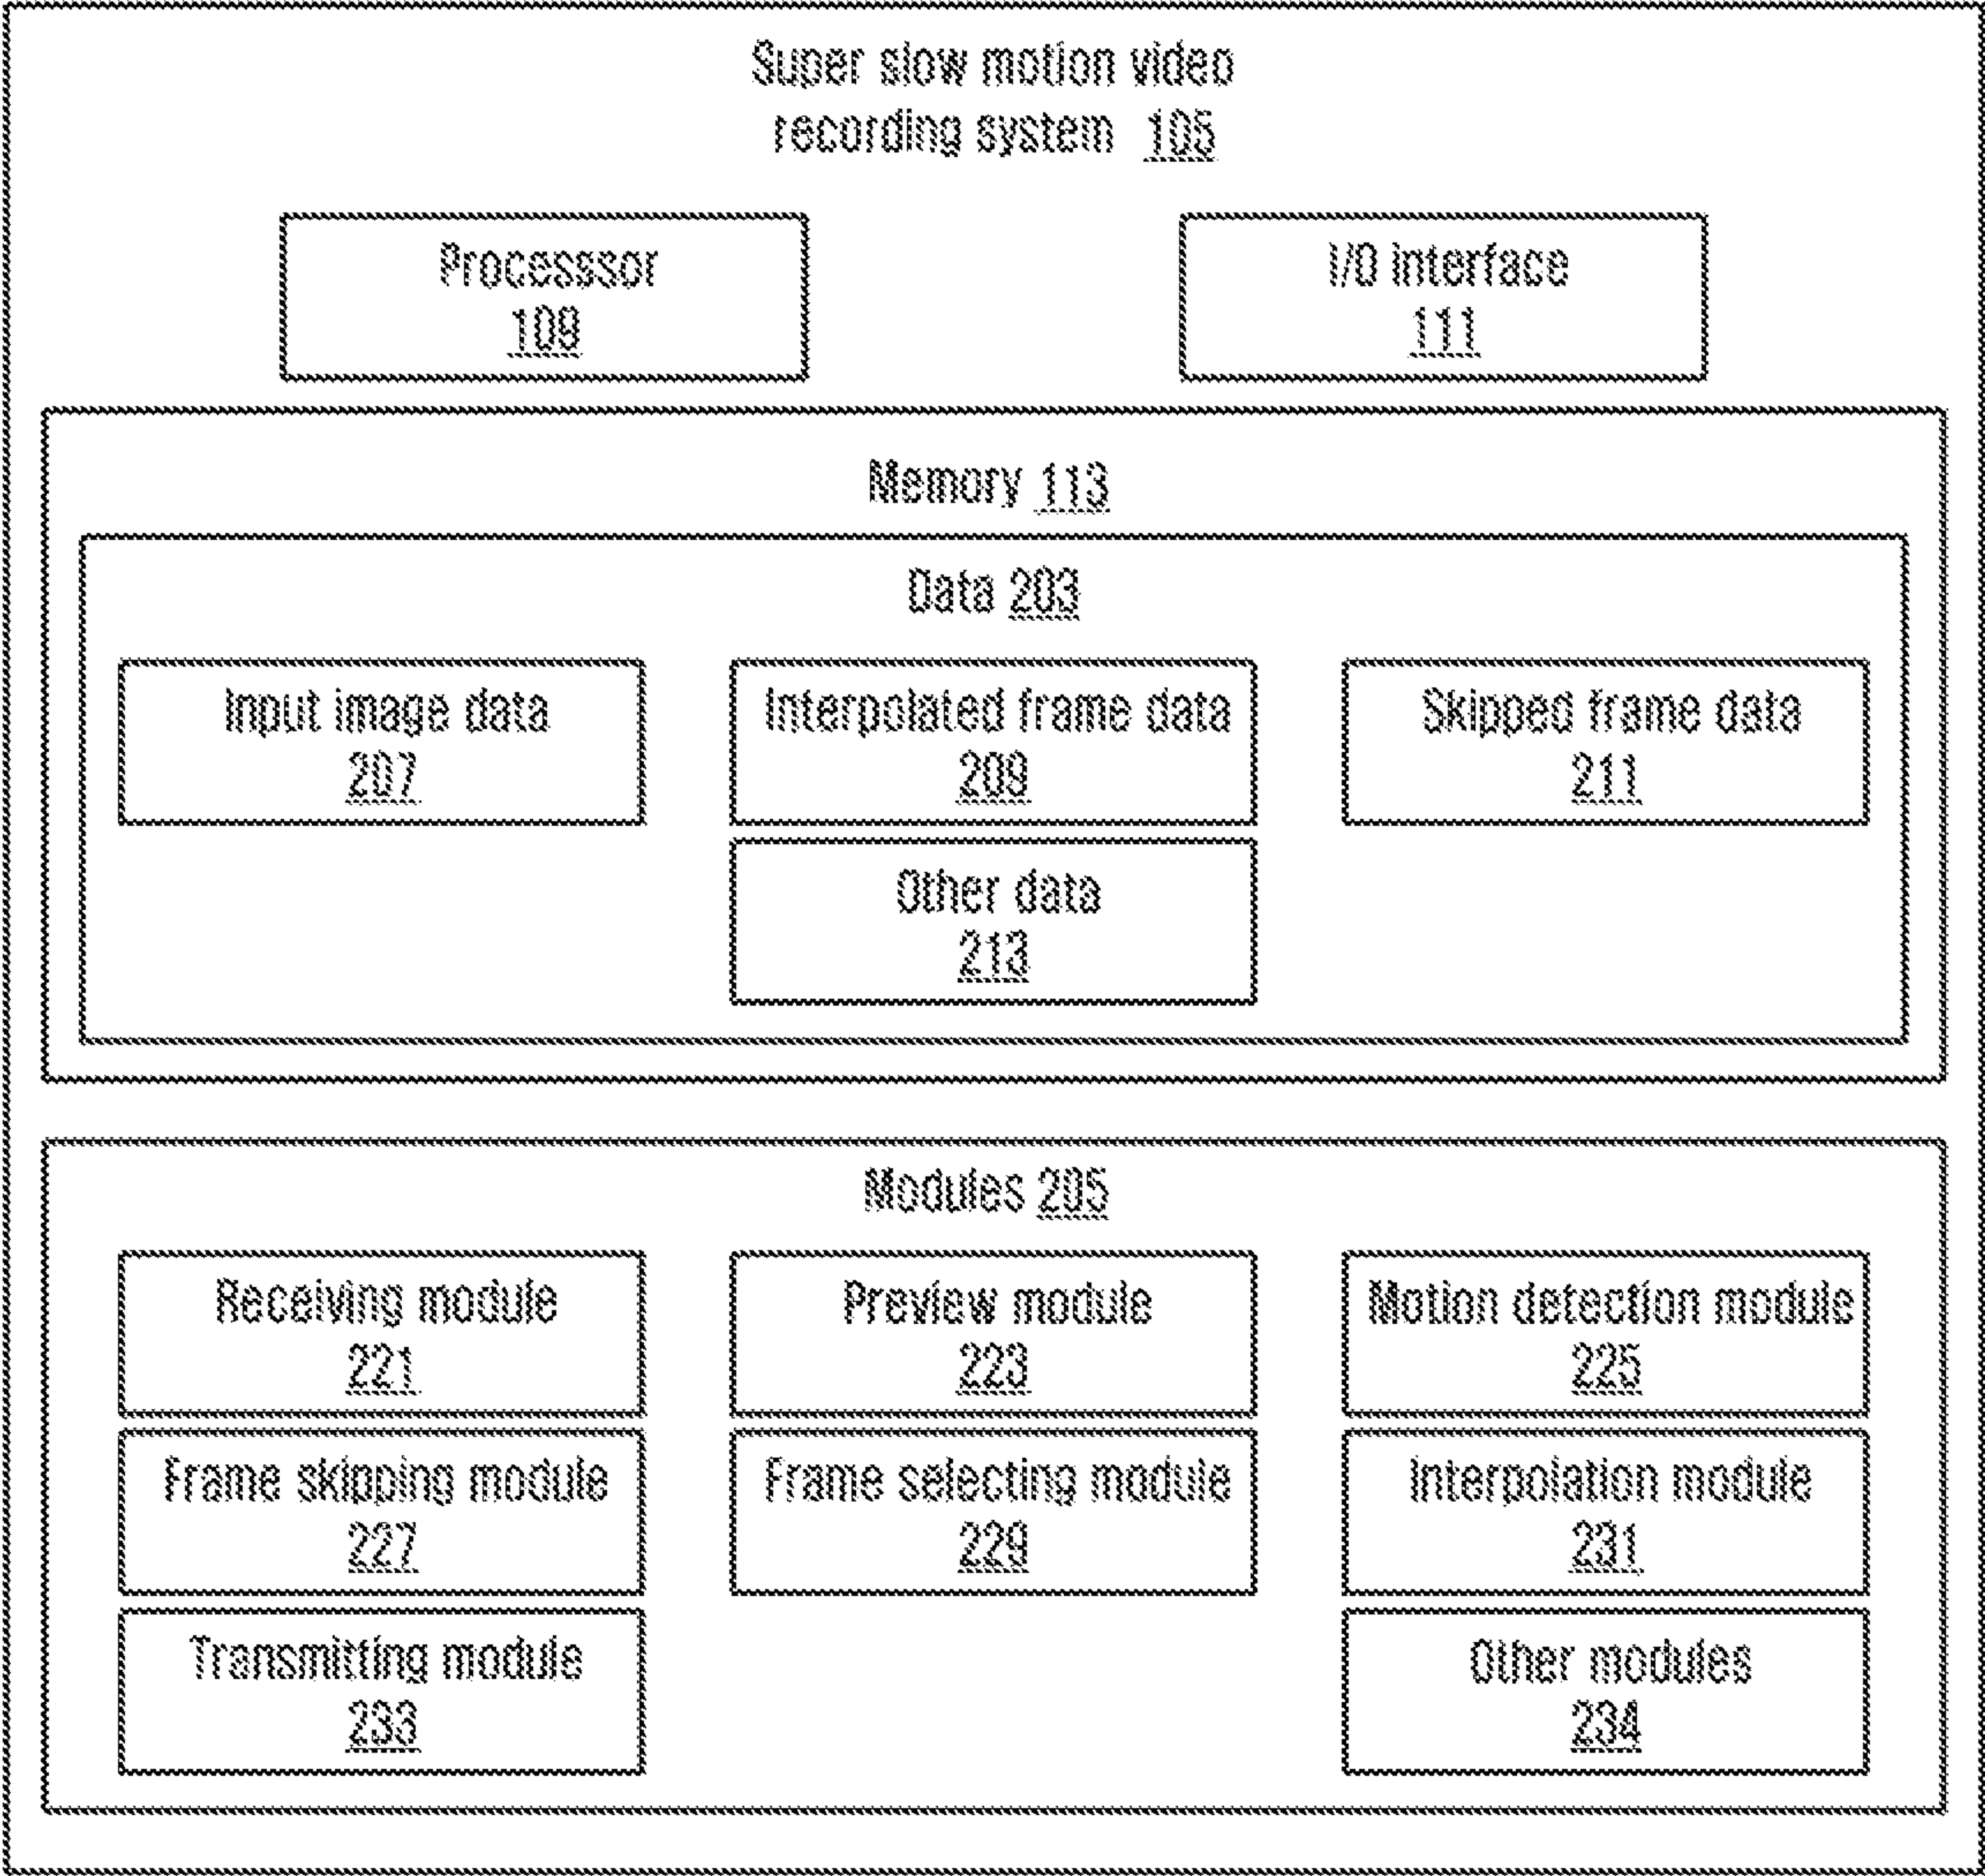 Super slow motion video
recording system 105
Processsor
109
I/O interface
111
Memory 113
Data 203
Input image data
207
Interpolated frame data
209
Skipped frame data
211
Other data
213
Modules 205
Receiving module
221
Preview module
223
Motion detection module
225
Frame skipping module
227
Frame selecting module
229
Interpolation module
231
Transmitting module
233
Other modules
234